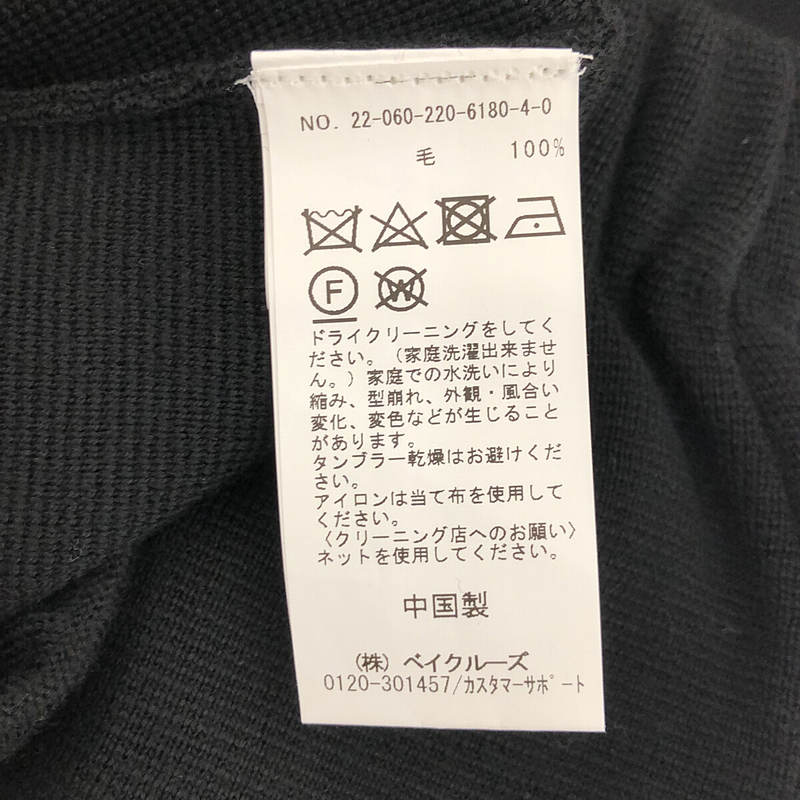 NO. 22-060-220-6180-4-0
毛 100%
F W
ドライクリーニングをしてく
ださい。（家庭洗濯出来ませ
ん。）家庭での水洗いにより
縮み、型崩れ、外観・風合い
変化、変色などが生じること
があります。
タンブラー乾燥はお避けくだ
さい。
アイロンは当て布を使用して
ください。
〈クリーニング店へのお願い〉
ネットを使用してください。
中国製
（株）ベイクルーズ
0120-301457/カスタマーサポート